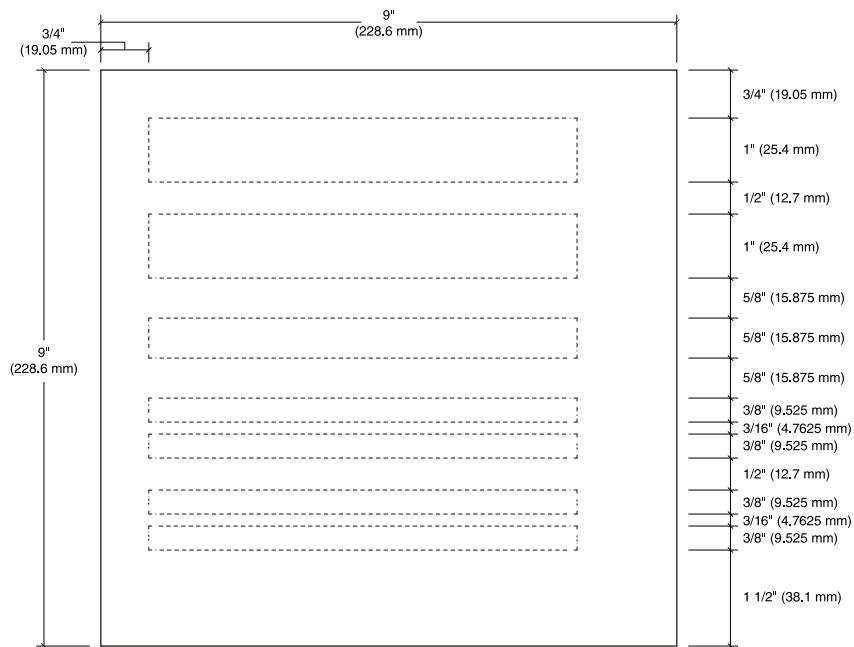 9"
(228.6 mm)
3/4"
(19.05 mm)
3/4" (19.05 mm)
1" (25.4 mm)
1/2" (12.7 mm)
1" (25.4 mm)
5/8" (15.875 mm)
5/8" (15.875 mm)
9"
(228.6 mm)
5/8" (15.875 mm)
3/8" (9.525 mm)
3/16" (4.7625 mm)
3/8" (9.525 mm)
1/2" (12.7 mm)
3/8" (9.525 mm)
3/16" (4.7625 mm)
3/8" (9.525 mm)
1 1/2" (38.1 mm)